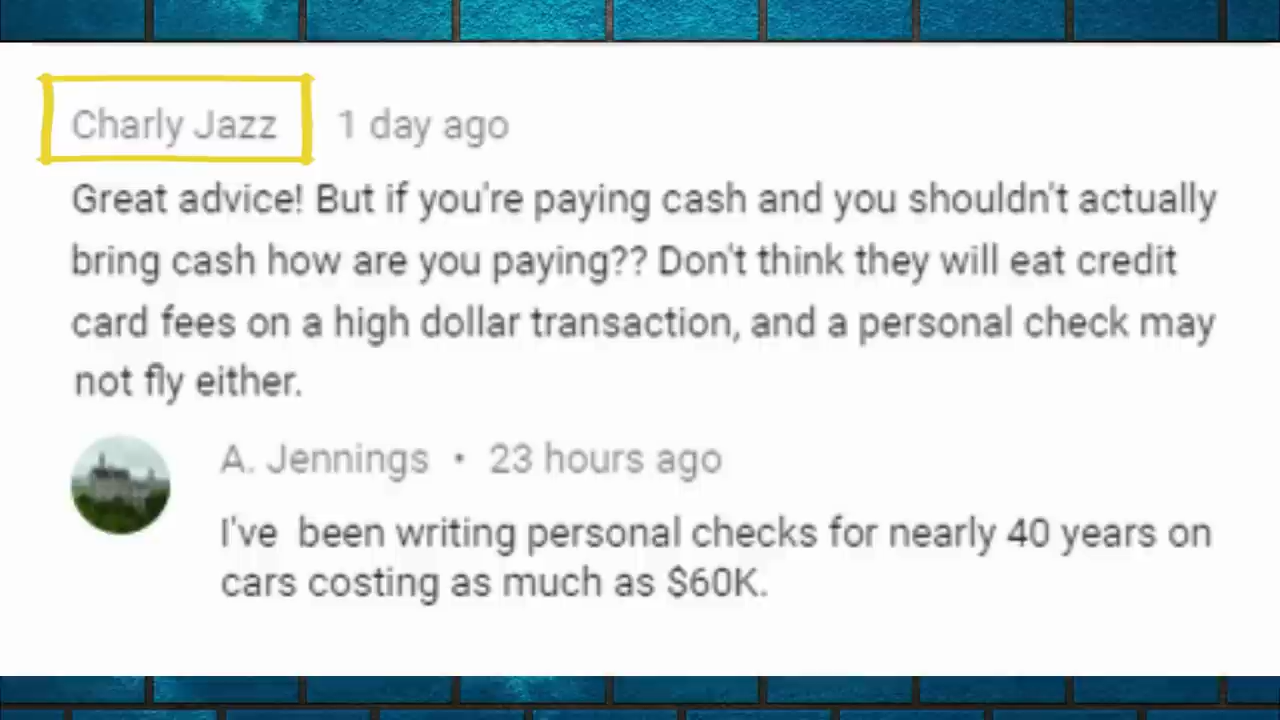 Charly Jazz 1 day ago
Great advice! But if you're paying cash and you shouldn't actually
bring cash how are you paying?? Don't think they will eat credit
card fees on a high dollar transaction, and a personal check may
not fly either.
A. Jennings • 23 hours ago
I've been writing personal checks for nearly 40 years on
cars costing as much as $60K.